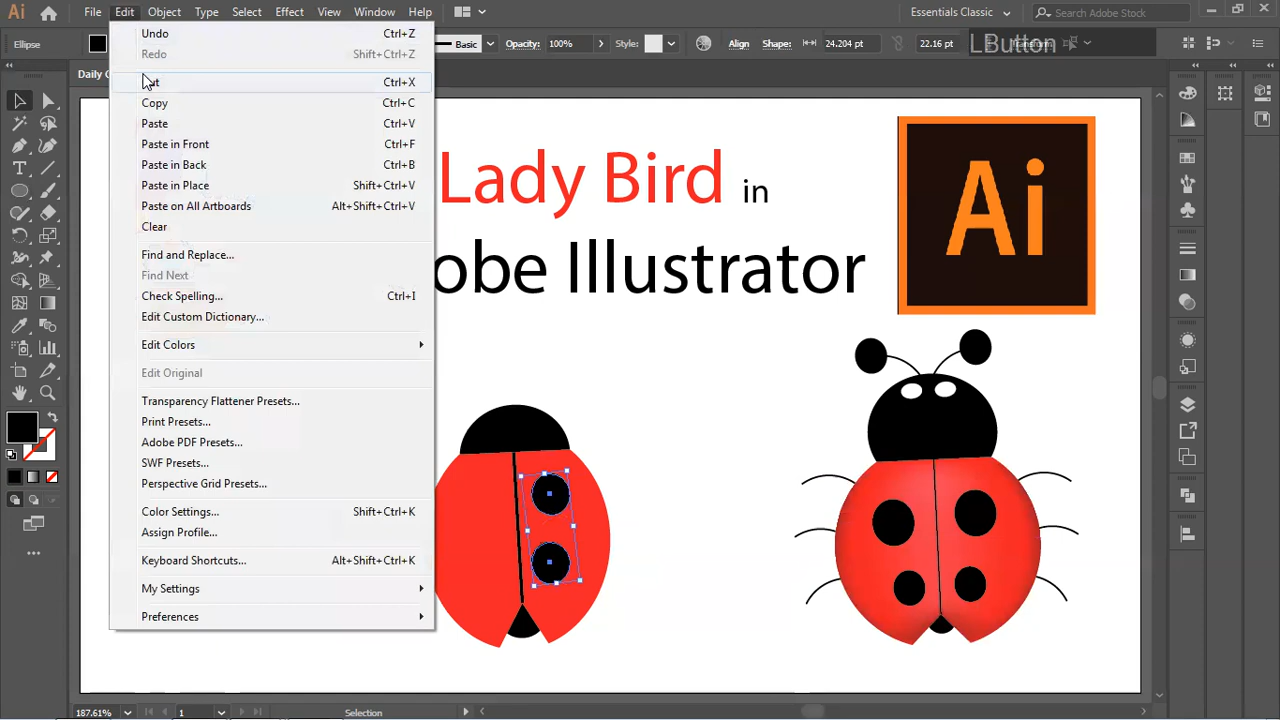 Ai File Edit Object Type Select Effect View Window Help Essentials Classic Search Adobe Stock
Ellipse Basic Opacity: 100% Style: Align Shape: 24.204 pt 22.16 pt LButton
Daily
Undo Ctrl+Z
Redo Shift+Ctrl+Z
Ctrl+X
Copy Ctrl+C
Paste Ctrl+V
Paste in Front Ctrl+F
Paste in Back Ctrl+B
Paste in Place Shift+Ctrl+V
Paste on All Artboards Alt+Shift+Ctrl+V
Clear
Find and Replace...
Find Next
Check Spelling... Ctrl+I
Edit Custom Dictionary...
Edit Colors
Edit Original
Transparency Flattener Presets...
Print Presets...
Adobe PDF Presets...
SWF Presets...
Perspective Grid Presets...
Color Settings... Shift+Ctrl+K
Assign Profile...
Keyboard Shortcuts... Alt+Shift+Ctrl+K
My Settings
Preferences
Lady Bird in
obe Illustrator
Ai
187.61% 1 Selection